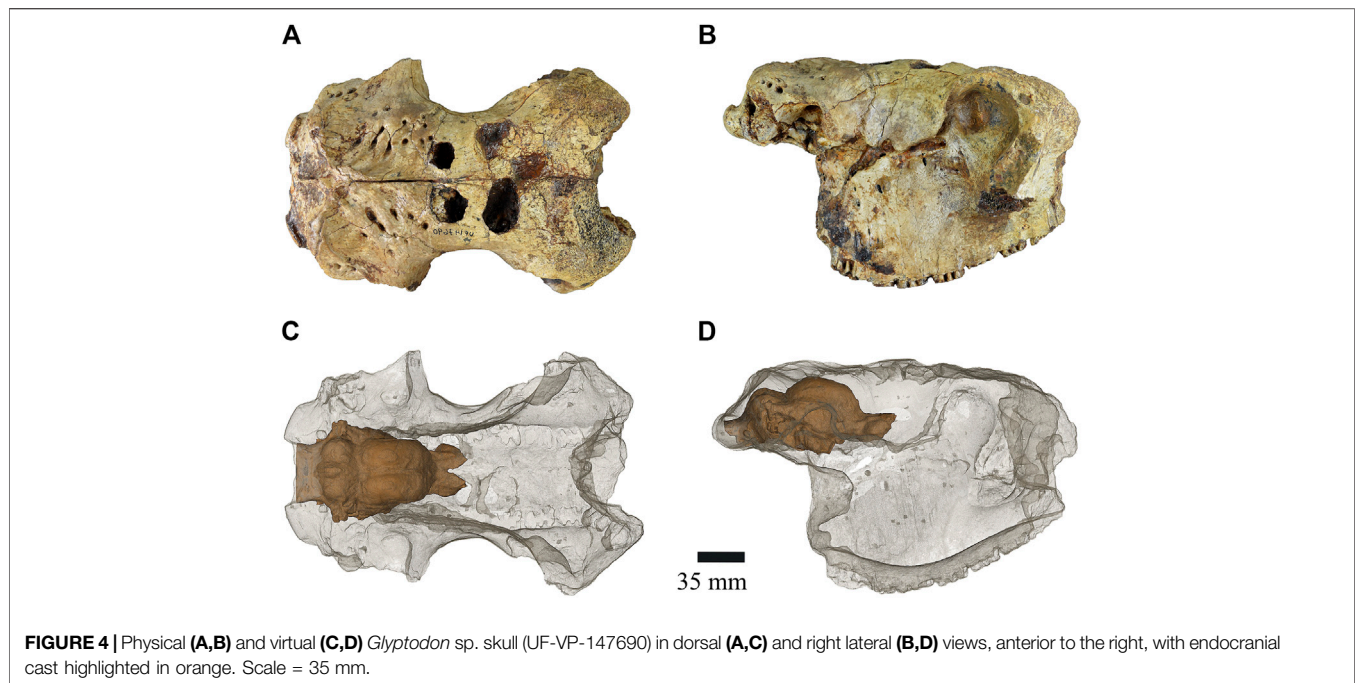 A
B
C
D
35 mm
FIGURE 4 | Physical (A,B) and virtual (C,D) Glyptodon sp. skull (UF-VP-147690) in dorsal (A,C) and right lateral (B,D) views, anterior to the right, with endocranial
cast highlighted in orange. Scale = 35 mm.